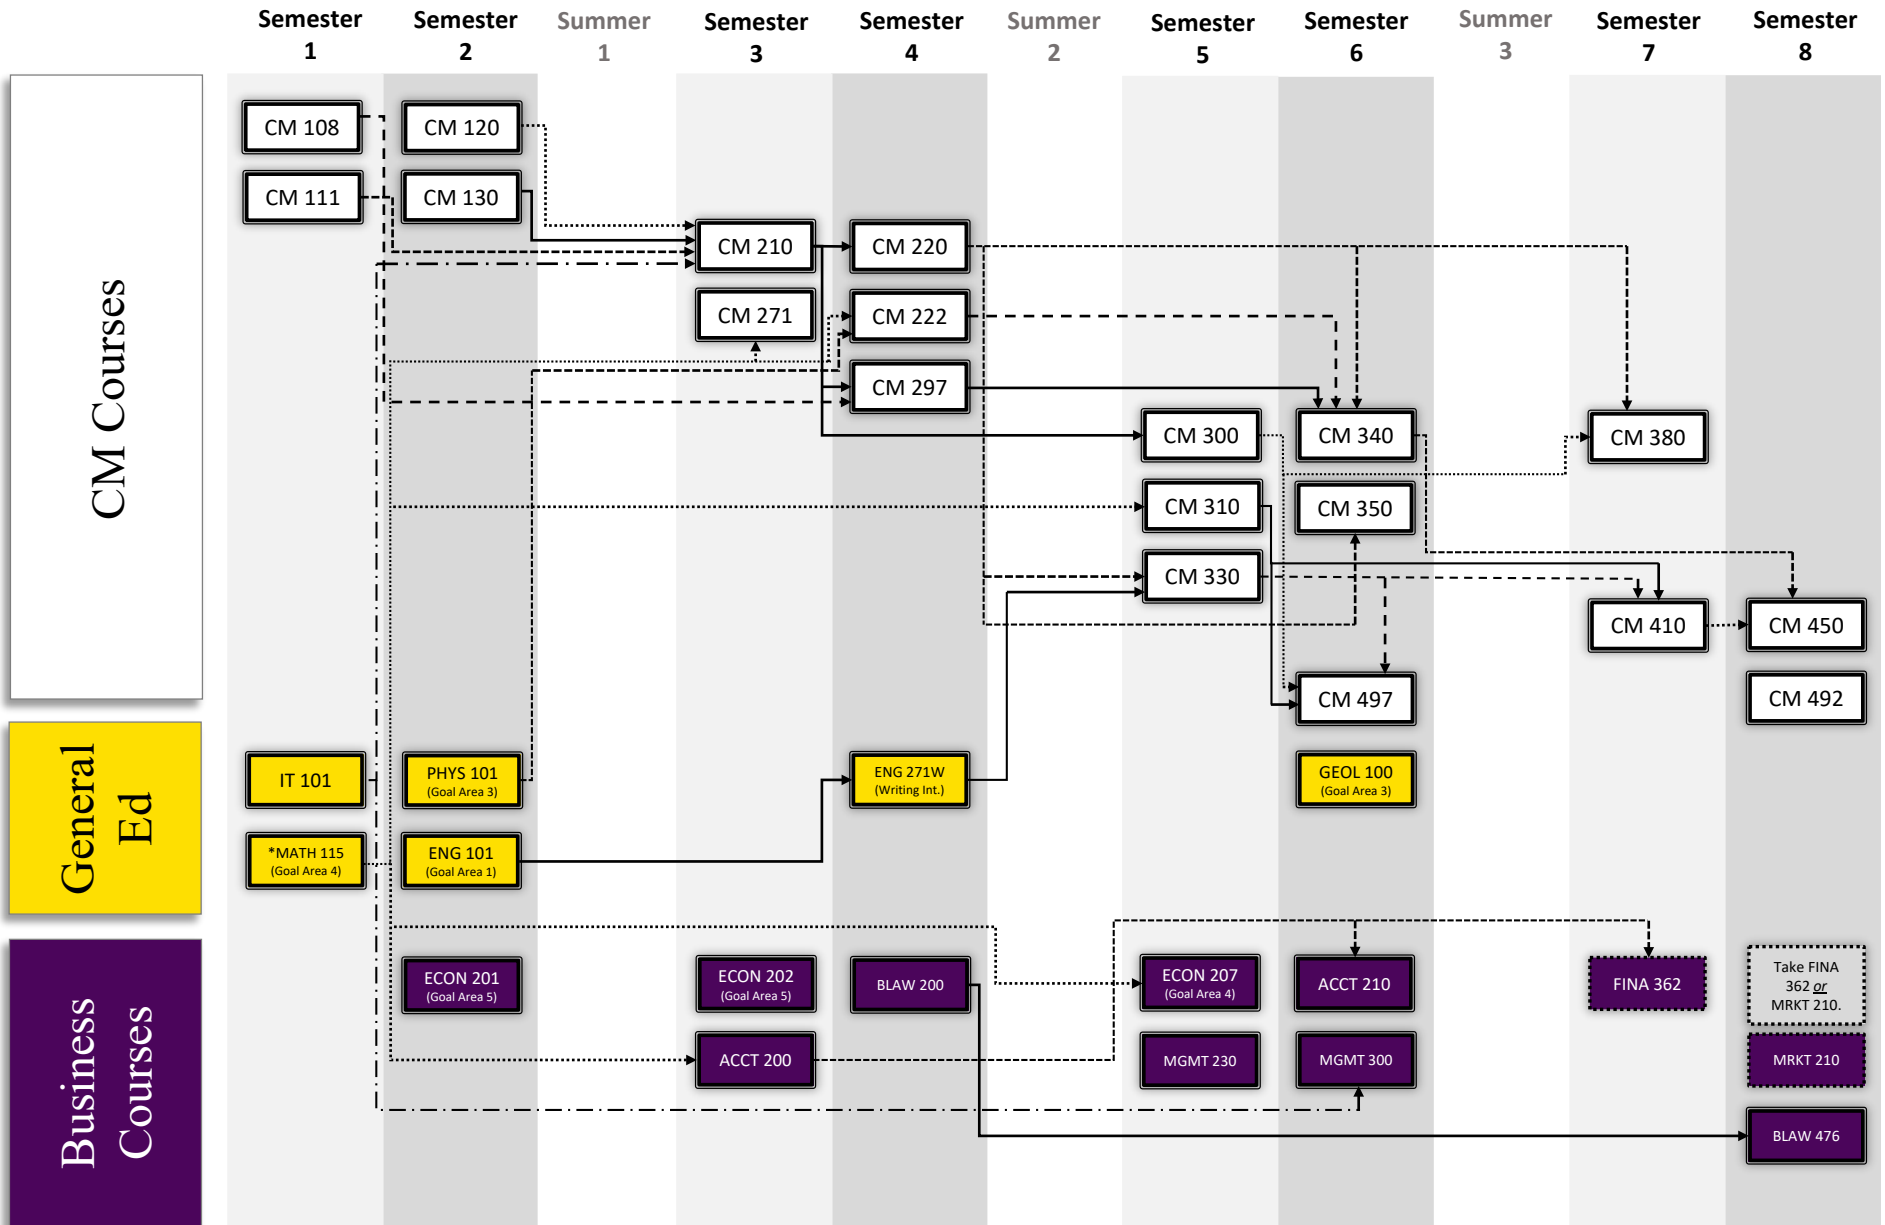 Semester
1
Semester
2
Summer
1
Semester
3
Semester
4
Summer
2
Semester
5
Semester
6
Summer
3
Semester
7
Semester
8
CM Courses
CM 108
CM 120
CM 111
CM 130
CM 210
CM 220
CM 271
CM 222
CM 297
CM 300
CM 340
CM 380
CM 310
CM 350
CM 330
CM 410
CM 450
CM 497
CM 492
General
Ed
IT 101
PHYS 101
(Goal Area 3)
ENG 271W
(Writing Int.)
GEOL 100
(Goal Area 3)
*MATH 115
(Goal Area 4)
ENG 101
(Goal Area 1)
Business
Courses
ECON 201
(Goal Area 5)
ECON 202
(Goal Area 5)
BLAW 200
ECON 207
(Goal Area 4)
ACCT 210
FINA 362
Take FINA
362 or
MRKT 210.
ACCT 200
MGMT 230
MGMT 300
MRKT 210
BLAW 476